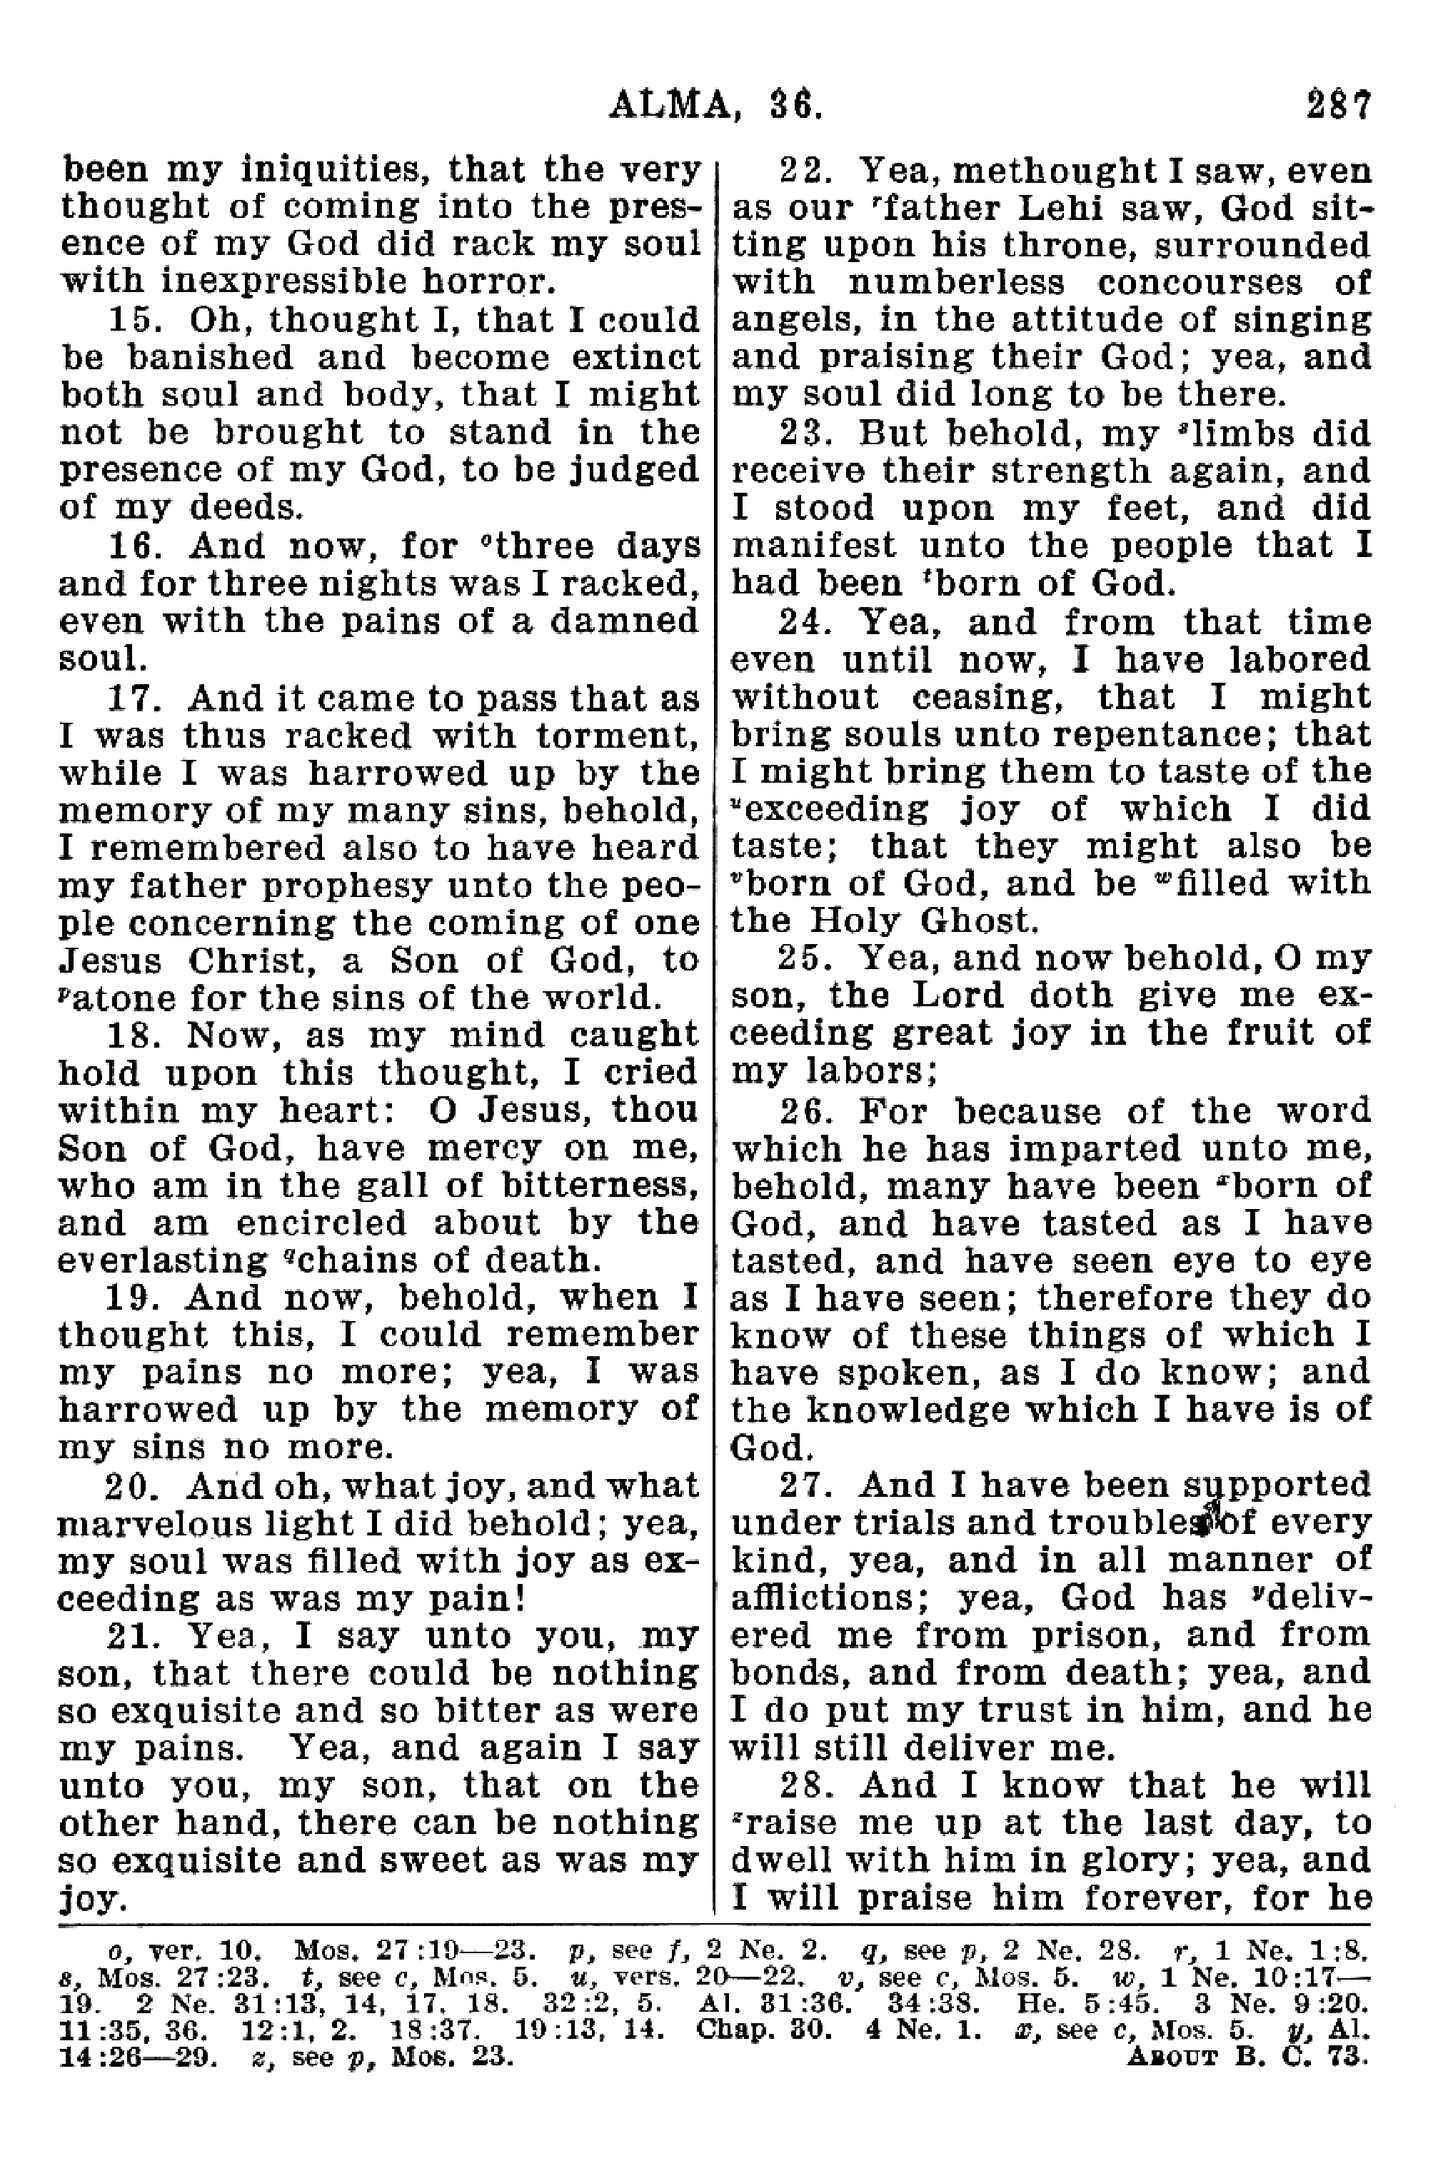 ALMA, 36.
287
been my iniquities, that the very
thought of coming into the pres-
ence of my God did rack my soul
with inexpressible horror.
15. Oh, thought I, that I could
be banished and become extinct
both soul and body, that I might
not be brought to stand in the
presence of my God, to be judged
of my deeds.
16. And now, for ᵒthree days
and for three nights was I racked,
even with the pains of a damned
soul.
17. And it came to pass that as
I was thus racked with torment,
while I was harrowed up by the
memory of my many sins, behold,
I remembered also to have heard
my father prophesy unto the peo-
ple concerning the coming of one
Jesus Christ, a Son of God, to
ᵖatone for the sins of the world.
18. Now, as my mind caught
hold upon this thought, I cried
within my heart: O Jesus, thou
Son of God, have mercy on me,
who am in the gall of bitterness,
and am encircled about by the
everlasting qchains of death.
19. And now, behold, when I
thought this, I could remember
my pains no more; yea, I was
harrowed up by the memory of
my sins no more.
20. And oh, what joy, and what
marvelous light I did behold; yea,
my soul was filled with joy as ex-
ceeding as was my pain!
21. Yea, I say unto you, my
son, that there could be nothing
so exquisite and so bitter as were
my pains. Yea, and again I say
unto you, my son, that on the
other hand, there can be nothing
so exquisite and sweet as was my
joy.
22. Yea, methought I saw, even
as our ʳfather Lehi saw, God sit-
ting upon his throne, surrounded
with numberless concourses of
angels, in the attitude of singing
and praising their God; yea, and
my soul did long to be there.
23. But behold, my ˢlimbs did
receive their strength again, and
I stood upon my feet, and did
manifest unto the people that I
had been ᵗborn of God.
24. Yea, and from that time
even until now, I have labored
without ceasing, that I might
bring souls unto repentance; that
I might bring them to taste of the
ᵘexceeding joy of which I did
taste; that they might also be
ᵛborn of God, and be ʷfilled with
the Holy Ghost.
25. Yea, and now behold, O my
son, the Lord doth give me ex-
ceeding great joy in the fruit of
my labors;
26. For because of the word
which he has imparted unto me,
behold, many have been ˣborn of
God, and have tasted as I have
tasted, and have seen eye to eye
as I have seen; therefore they do
know of these things of which I
have spoken, as I do know; and
the knowledge which I have is of
God.
27. And I have been supported
under trials and troubles of every
kind, yea, and in all manner of
afflictions; yea, God has ʸdeliv-
ered me from prison, and from
bonds, and from death; yea, and
I do put my trust in him, and he
will still deliver me.
28. And I know that he will
ᶻraise me up at the last day, to
dwell with him in glory; yea, and
I will praise him forever, for he
o, ver. 10. Mos. 27:19—23. p, see f, 2 Ne. 2. q, see p, 2 Ne. 28. r, 1 Ne. 1:8.
s, Mos. 27:23. t, see c, Mos. 5. u, vers. 20—22. v, see c, Mos. 5. w, 1 Ne. 10:17—
19. 2 Ne. 31:13, 14, 17, 18. 32:2, 5. Al. 31:36. 34:38. He. 5:45. 3 Ne. 9:20.
11:35, 36. 12:1, 2. 18:37. 19:13, 14. Chap. 30. 4 Ne. 1. x, see c, Mos. 5. y, Al.
14:26—29. z, see p, Mos. 23.
ABOUT B. C. 73.